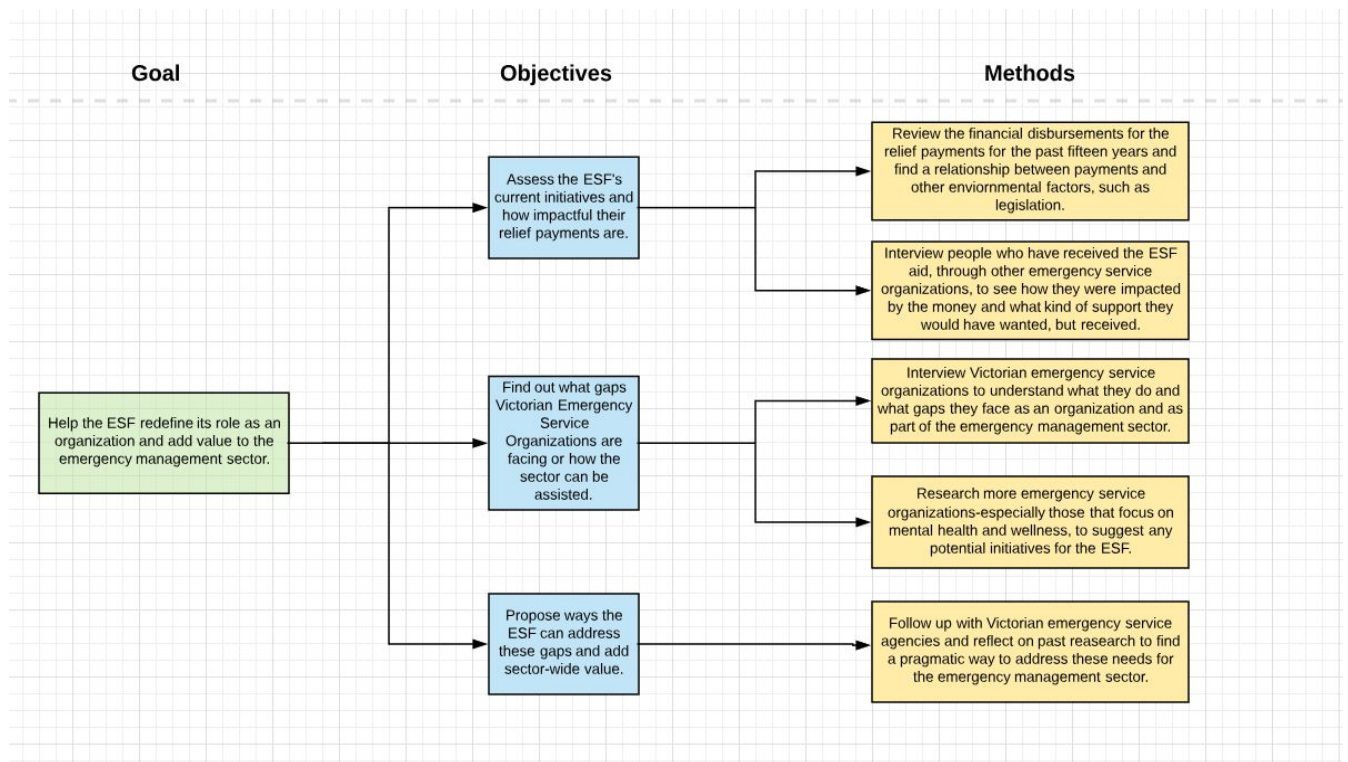 Goal
Objectives
Methods
Help the ESF redefine its role as an
organization and add value to the
emergency management sector.
Assess the ESF's
current initiatives and
how impactful their
relief payments are.
Review the financial disbursements for the
relief payments for the past fifteen years and
find a relationship between payments and
other enviornmental factors, such as
legislation.
Interview people who have received the ESF
aid, through other emergency service
organizations, to see how they were impacted
by the money and what kind of support they
would have wanted, but received.
Find out what gaps
Victorian Emergency
Service
Organizations are
facing or how the
sector can be
assisted.
Interview Victorian emergency service
organizations to understand what they do and
what gaps they face as an organization and as
part of the emergency management sector.
Research more emergency service
organizations-especially those that focus on
mental health and wellness, to suggest any
potential initiatives for the ESF.
Propose ways the
ESF can address
these gaps and add
sector-wide value.
Follow up with Victorian emergency service
agencies and reflect on past reasearch to find
a pragmatic way to address these needs for
the emergency management sector.